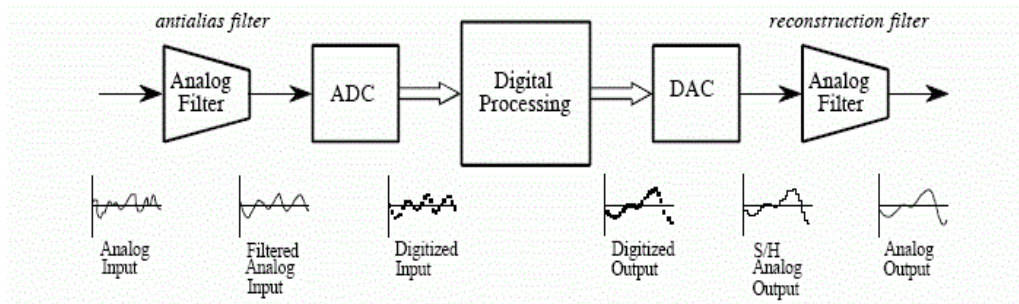 antialias filter
reconstruction filter
Analog
Filter
ADC
Digital
Processing
DAC
Analog
Filter
Analog
Input
Filtered
Analog
Input
Digitized
Input
Digitized
Output
S/H
Analog
Output
Analog
Output